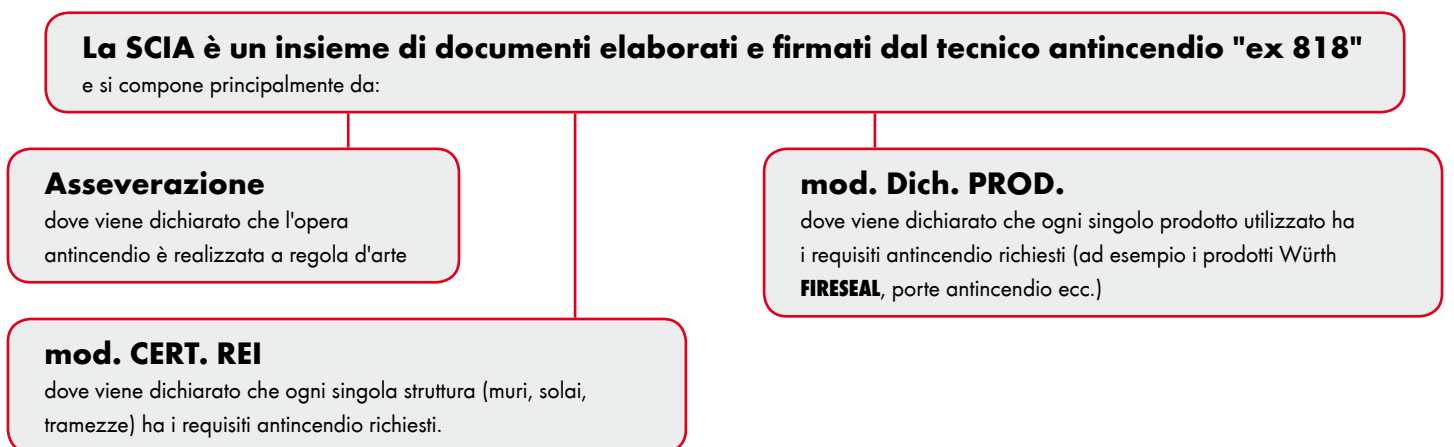 La SCIA è un insieme di documenti elaborati e firmati dal tecnico antincendio "ex 818"
e si compone principalmente da:
Asseverazione
dove viene dichiarato che l'opera
antincendio è realizzata a regola d'arte
mod. Dich. PROD.
dove viene dichiarato che ogni singolo prodotto utilizzato ha
i requisiti antincendio richiesti (ad esempio i prodotti Würth
FIRESEAL, porte antincendio ecc.)
mod. CERT. REI
dove viene dichiarato che ogni singola struttura (muri, solai,
tramezze) ha i requisiti antincendio richiesti.